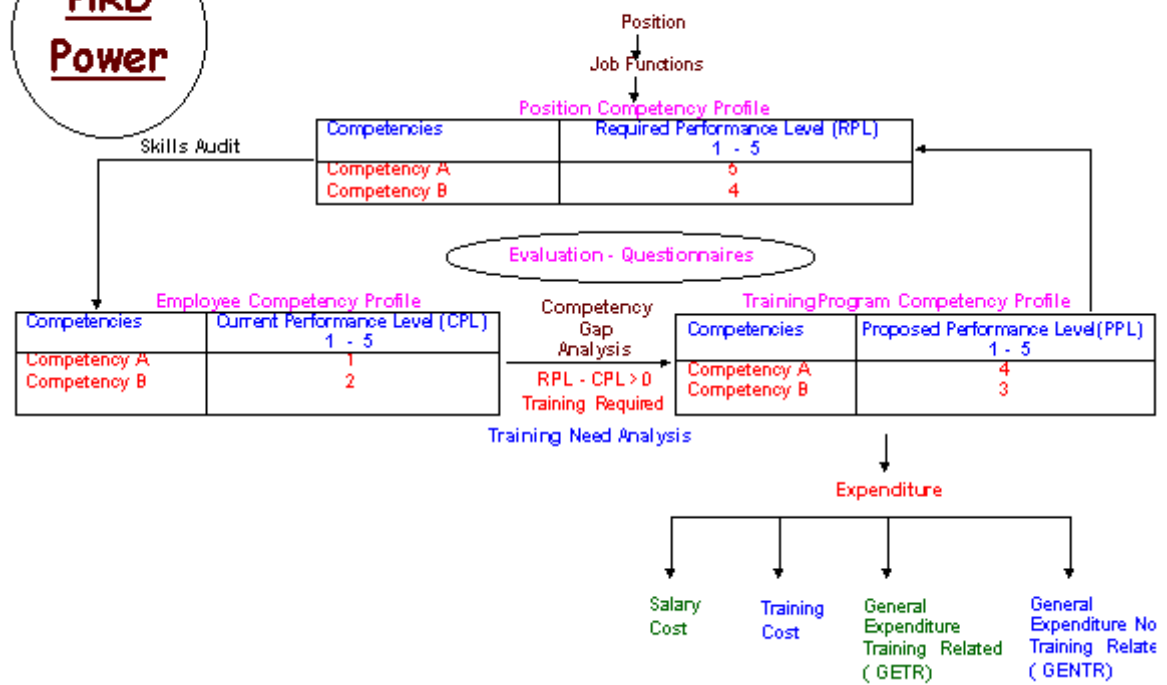 HRD
Power
Position
Job Functions
Position Competency Profile
Skills Audit
Competencies
Required Performance Level (RPL)
1 - 5
Competency A
5
Competency B
4
Evaluation - Questionnaires
Employee Competency Profile
Competencies
Current Performance Level (CPL)
1 - 5
Competency A
1
Competency B
2
Competency
Gap
Analysis
RPL - CPL > 0
Training Required
Training Need Analysis
TrainingProgram Competency Profile
Competencies
Proposed Performance Level(PPL)
1 - 5
Competency A
4
Competency B
3
Expenditure
Salary
Cost
Training
Cost
General
Expenditure
Training Related
( GETR)
General
Expenditure No
Training Relate
( GENTR)